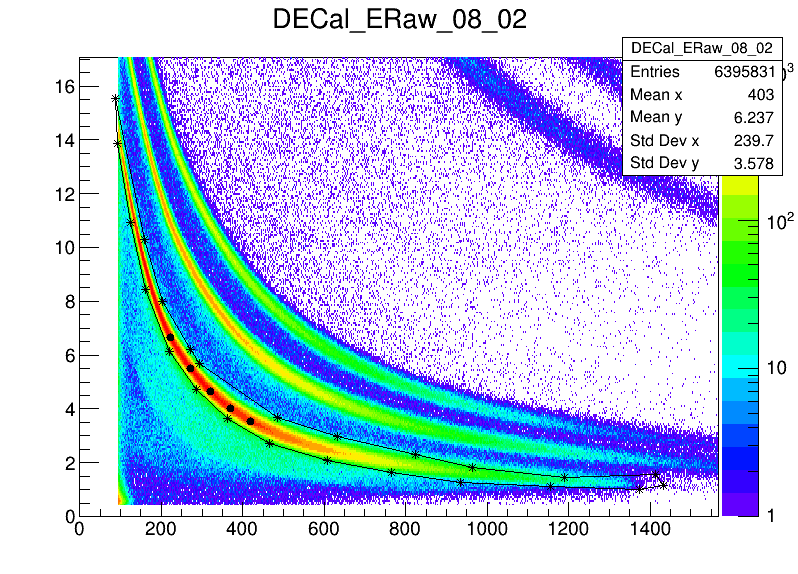 DECal_ERaw_08_02
DECal_ERaw_08_02
Entries 6395831
Mean x 403
Mean y 6.237
Std Dev x 239.7
Std Dev y 3.578
16
14
12
10
8
6
4
2
0
0 200 400 600 800 1000 1200 1400
10²
10
1